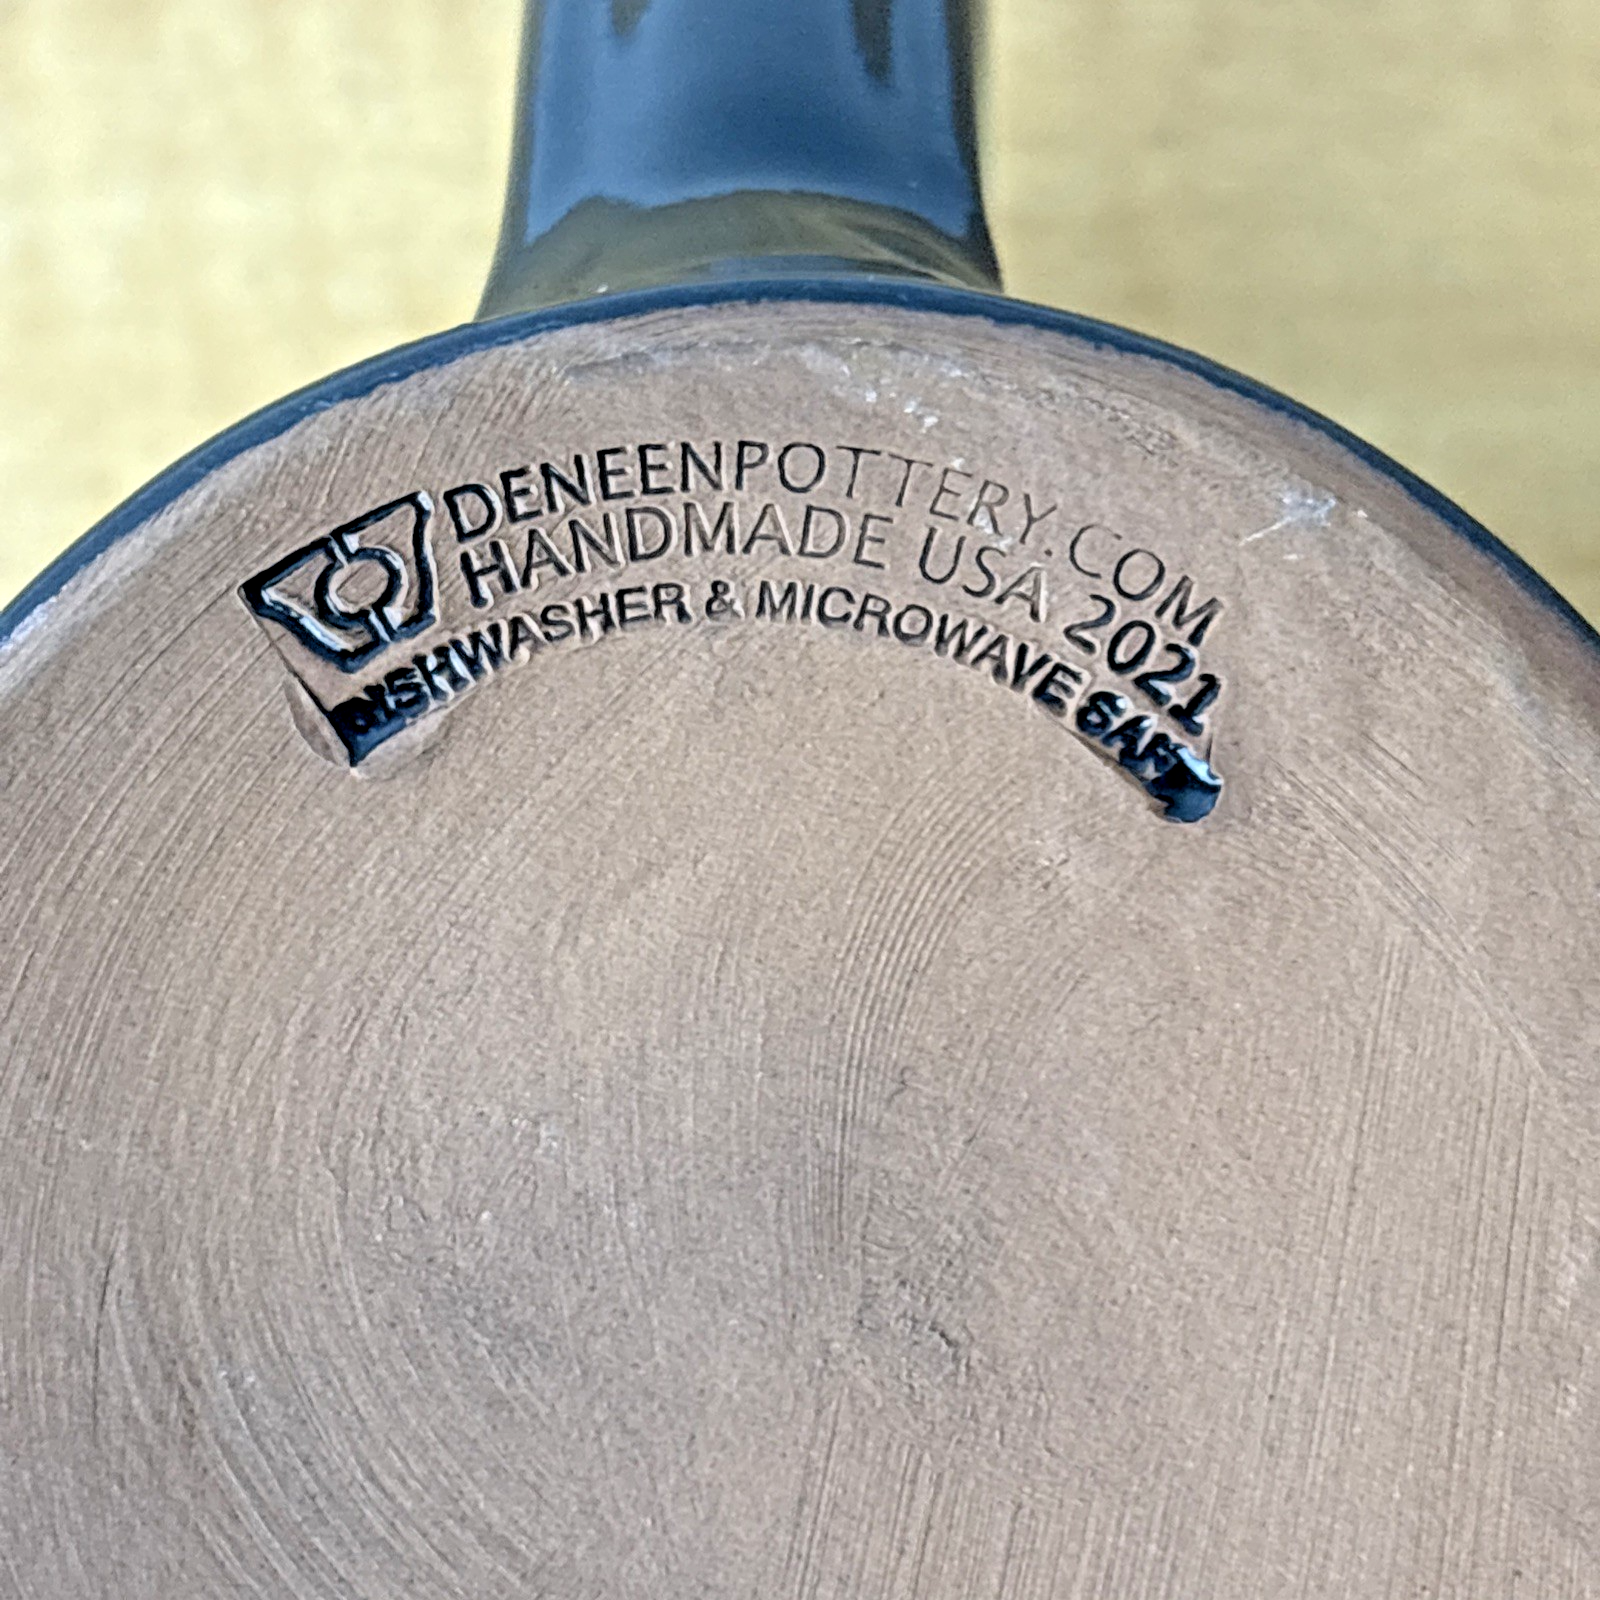 DENEENPOTTERY.COM
HANDMADE USA 2021
DISHWASHER & MICROWAVE SAFE